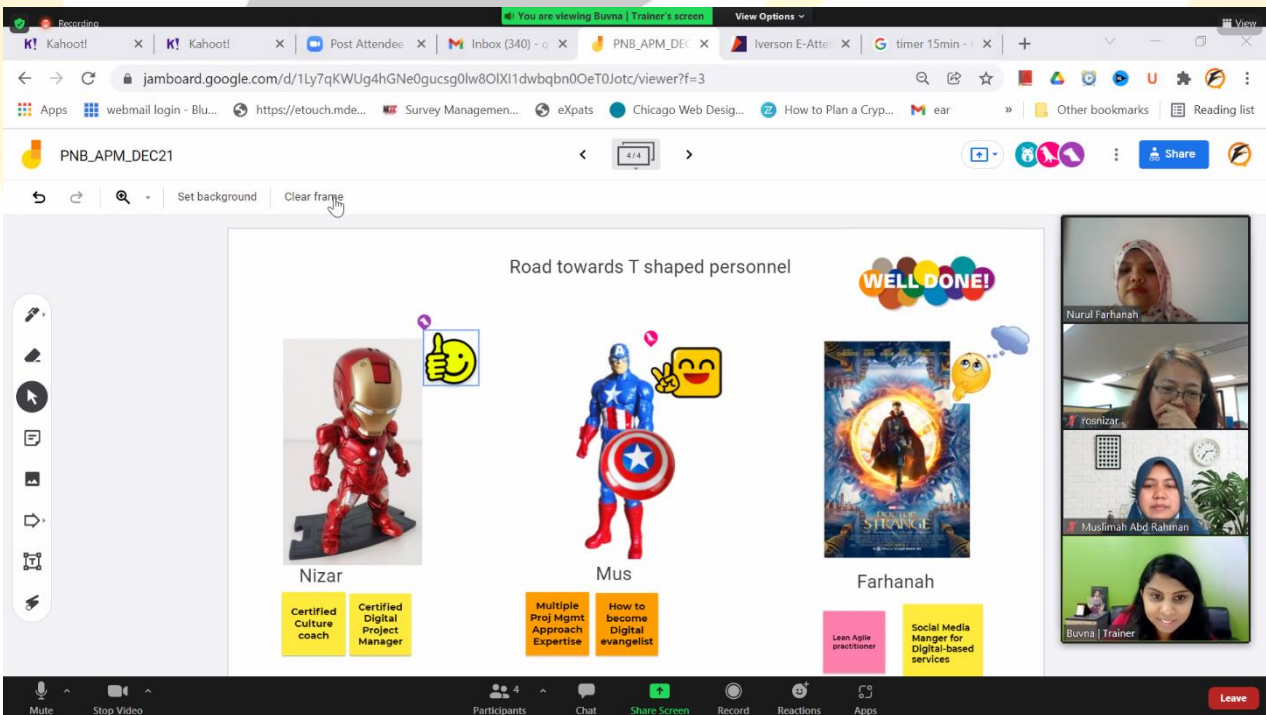 Recording
You are viewing Buvna | Trainer's screen
View Options
View
K! Kahoot!
K! Kahoot!
Post Attendee
Inbox (340) - q
PNB_APM_DEC
Iverson E-Atte
timer 15min -
jamboard.google.com/d/1Ly7qKWUg4hGNe0gucsg0lw8OlXI1dwbqbn0OeT0Jotc/viewer?f=3
Apps
webmail login - Blu...
https://etouch.mde...
Survey Managemen...
eXpats
Chicago Web Desig...
How to Plan a Cryp...
ear
»
Other bookmarks
Reading list
PNB_APM_DEC21
4/4
Share
Set background
Clear frame
Road towards T shaped personnel
WELL DONE!
A
DOCTOR
STRANGE
Nizar
Mus
Farhanah
Certified
Culture
coach
Certified
Digital
Project
Manager
Multiple
Proj Mgmt
Approach
Expertise
How to
become
Digital
evangelist
Lean Agile
practitioner
Social Media
Manger for
Digital-based
services
Nurul Farhanah
rosnizar..
Muslimah Abd Rahman
Buvna | Trainer
Mute
Stop Video
Participants
4
Chat
Share Screen
Record
Reactions
Apps
Leave